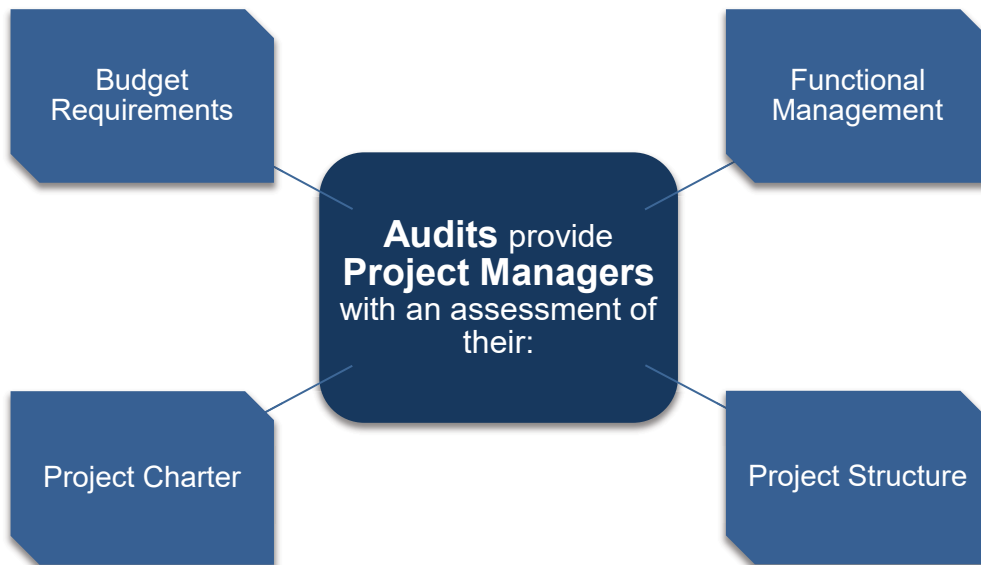 Budget
Requirements
Functional
Management
Audits provide
Project Managers
with an assessment of
their:
Project Charter
Project Structure